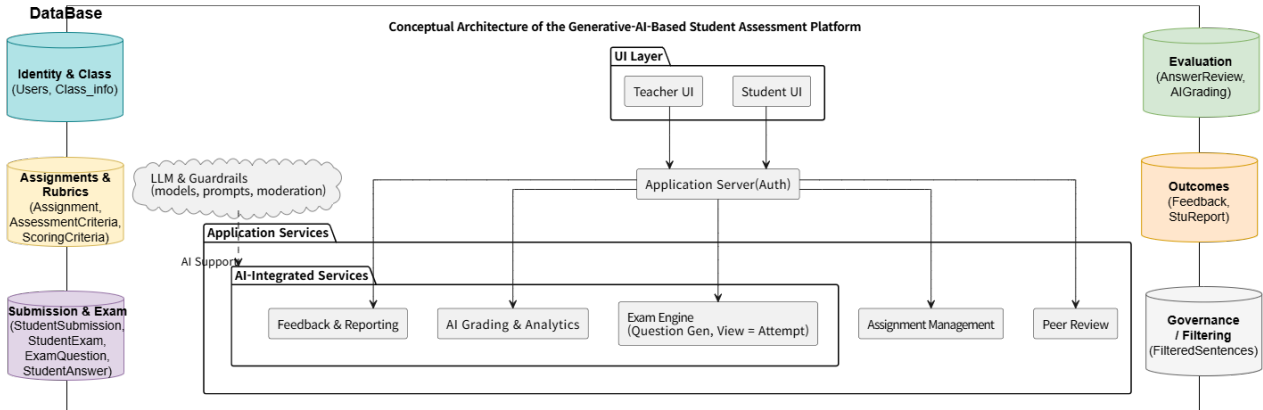 DataBase
Conceptual Architecture of the Generative-AI-Based Student Assessment Platform
Identity & Class
(Users, Class_info)
Assignments &
Rubrics
(Assignment,
AssessmentCriteria,
ScoringCriteria)
Submission & Exam
(StudentSubmission,
StudentExam,
ExamQuestion,
StudentAnswer)
UI Layer
Teacher UI
Student UI
LLM & Guardrails
(models, prompts, moderation)
Application Server(Auth)
Application Services
AI Support
AI-Integrated Services
Feedback & Reporting
AI Grading & Analytics
Exam Engine
(Question Gen, View = Attempt)
Assignment Management
Peer Review
Evaluation
(AnswerReview,
AIGrading)
Outcomes
(Feedback,
StuReport)
Governance
/ Filtering
(FilteredSentences)